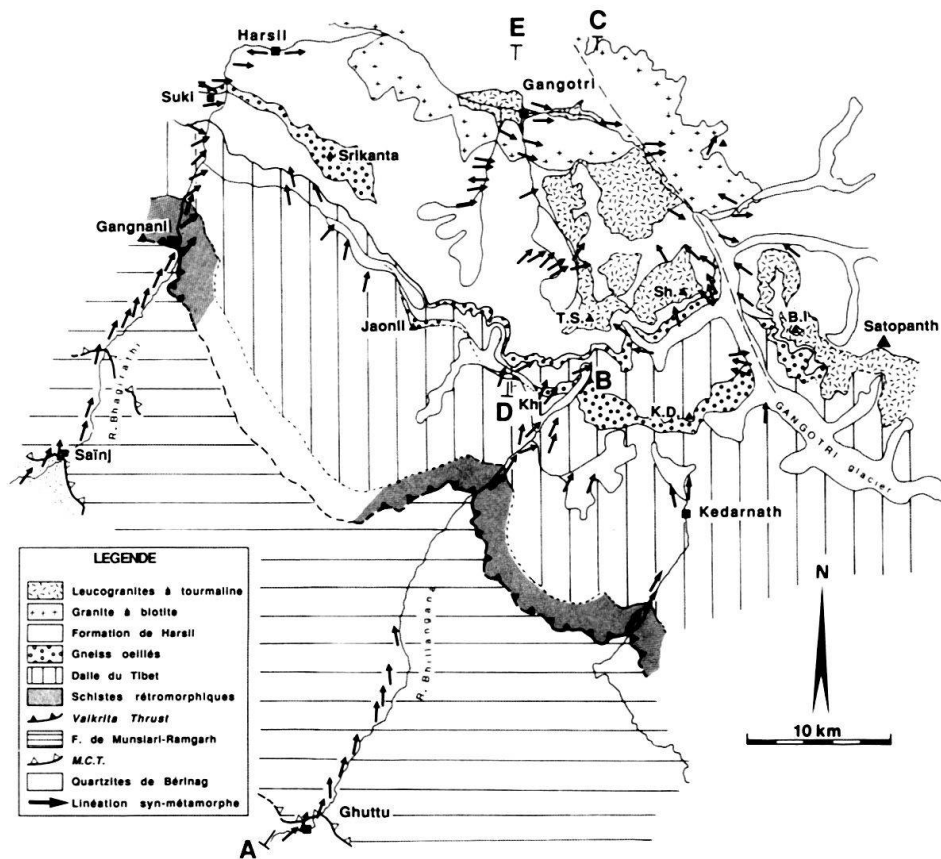 E
C
Harsil
Gangotri
Suki
Srikanta
Gangnani
Jaonli
T.S.
Sh.
B.I
Satopanth
D
Kh
B
K.D.
GANGOTRI glacier
R. Bhagirathi
Saïnj
Kedarnath
R. Bhillangana
Ghuttu
A
N
10 km
LEGENDE
Leucogranites à tourmaline
Granite à biotite
Formation de Harsil
Gneiss oeillés
Dalle du Tibet
Schistes rétromorphiques
Vaikrita Thrust
F. de Munsiari-Ramgarh
M.C.T.
Quartzites de Bérinag
Linéation syn-métamorphe